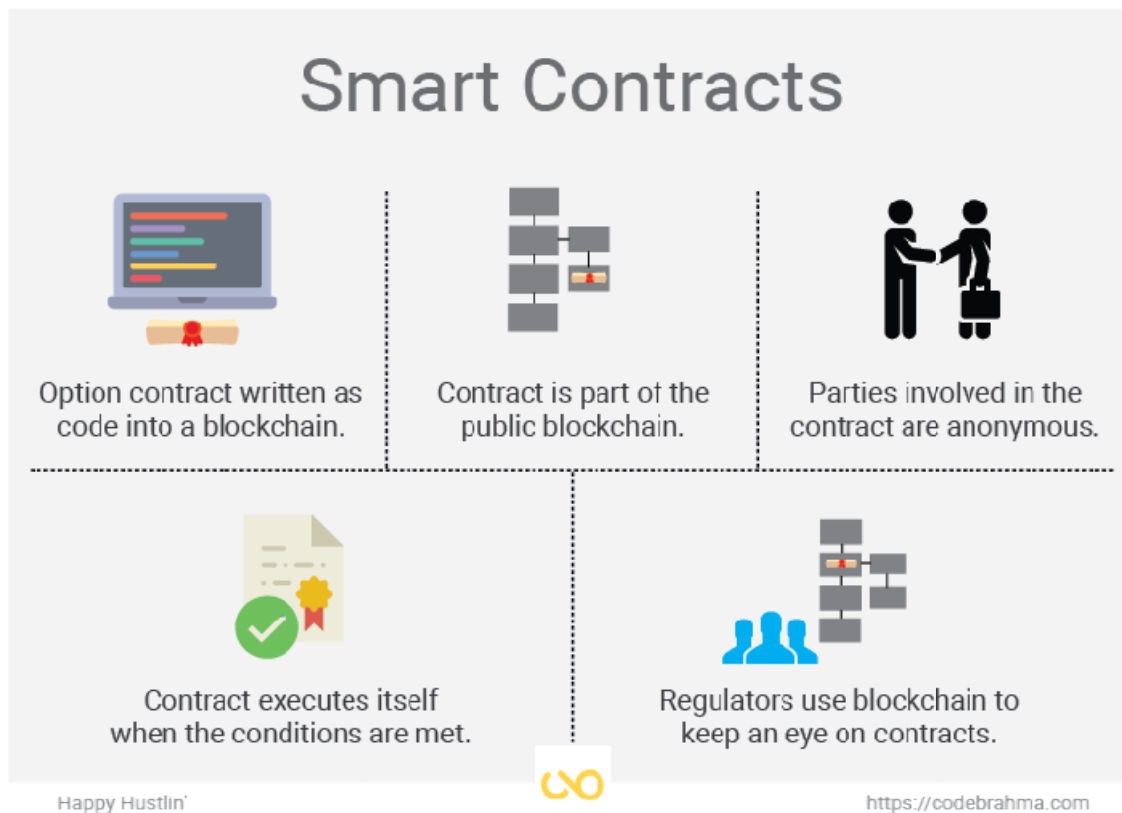 Smart Contracts
Option contract written as
code into a blockchain.
Contract is part of the
public blockchain.
Parties involved in the
contract are anonymous.
Contract executes itself
when the conditions are met.
Regulators use blockchain to
keep an eye on contracts.
Happy Hustlin'
https://codebrahma.com